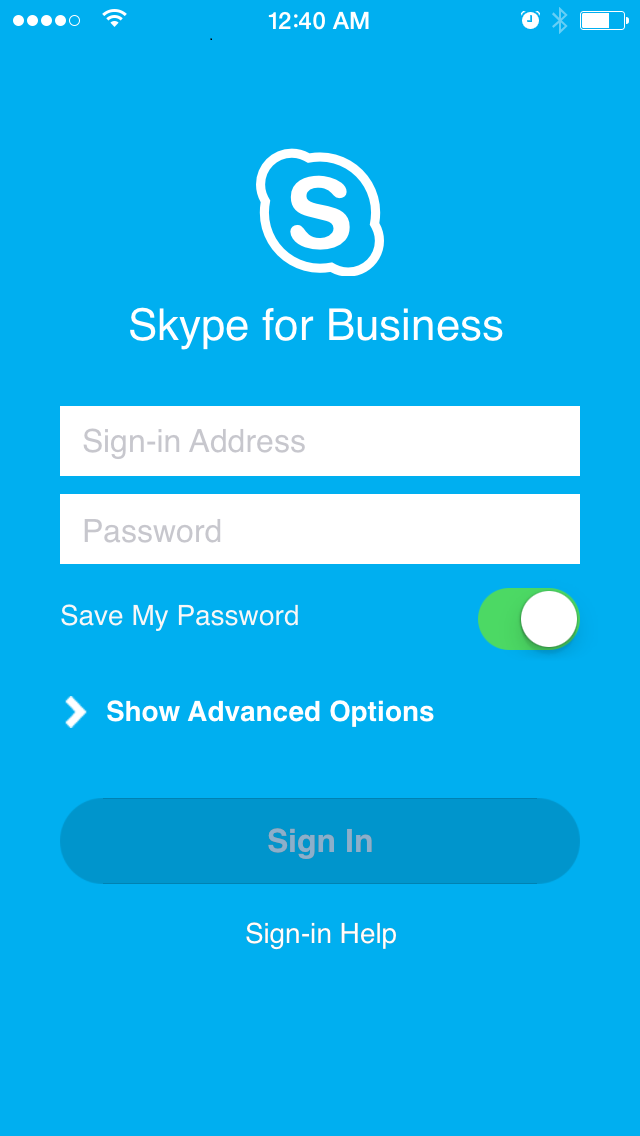 12:40 AM
S
Skype for Business
Sign-in Address
Password
Save My Password
Show Advanced Options
Sign In
Sign-in Help